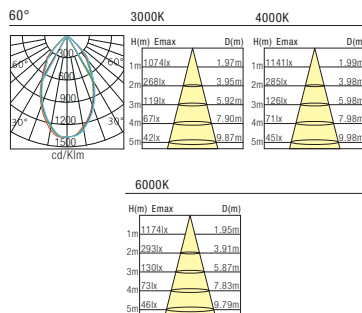 60°
3000K
4000K
60°
60°
30°
30°
300
600
900
1200
1500
cd/Klm
H(m) Emax D(m)
1m 1074lx 1.97m
2m 268lx 3.95m
3m 119lx 5.92m
4m 67lx 7.90m
5m 42lx 9.87m
H(m) Emax D(m)
1m 1141lx 1.99m
2m 285lx 3.98m
3m 126lx 5.98m
4m 71lx 7.98m
5m 45lx 9.98m
6000K
H(m) Emax D(m)
1m 1174lx 1.95m
2m 293lx 3.91m
3m 130lx 5.87m
4m 73lx 7.83m
5m 46lx 9.79m